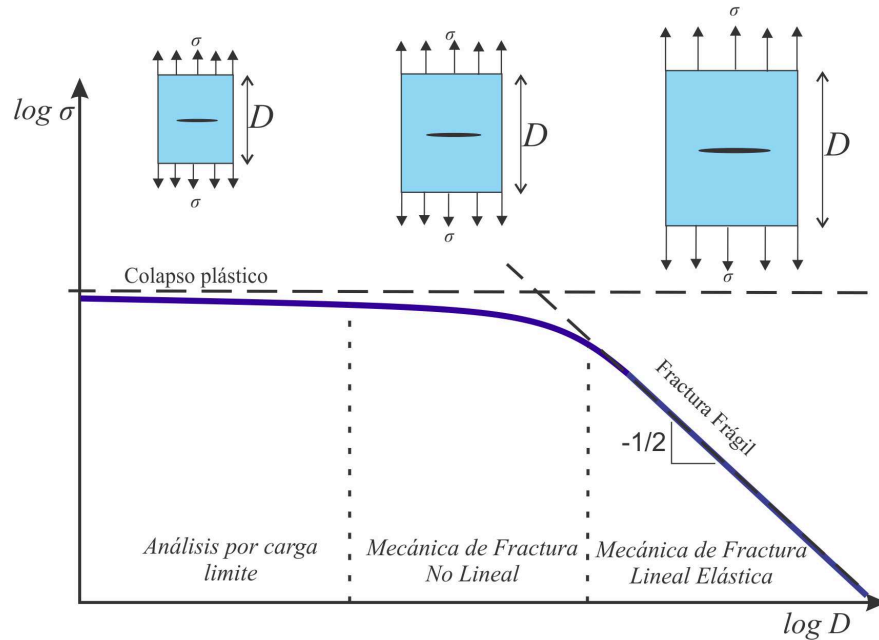 σ
σ
σ
log σ
D
D
D
σ
σ
σ
Colapso plástico
Fractura Frágil
-1/2
Análisis por carga
limite
Mecánica de Fractura
No Lineal
Mecánica de Fractura
Lineal Elástica
log D